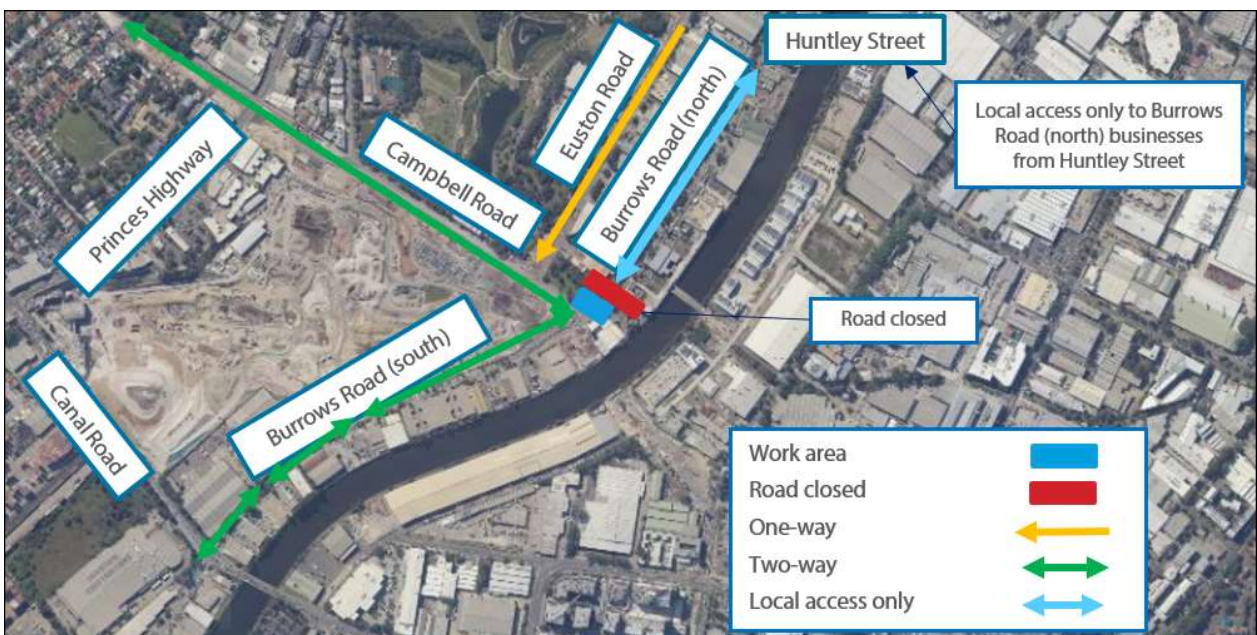 Huntley Street
Local access only to Burrows
Road (north) businesses
from Huntley Street
Euston Road
Burrows Road (north)
Campbell Road
Princes Highway
Road closed
Burrows Road (south)
Canal Road
Work area
Road closed
One-way
Two-way
Local access only